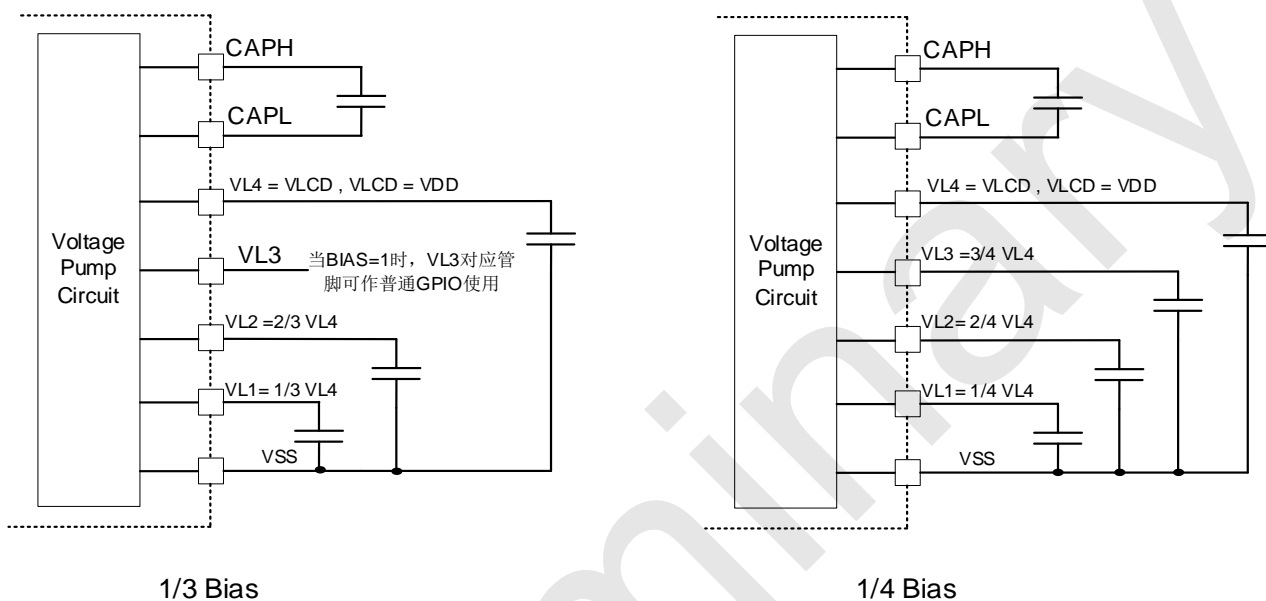 CAPH
CAPL
VL4 = VLCD , VLCD = VDD
Voltage
Pump
Circuit
VL3
当BIAS=1时，VL3对应管
脚可作普通GPIO使用
VL2 =2/3 VL4
VL1= 1/3 VL4
VSS
1/3 Bias
CAPH
CAPL
VL4 = VLCD , VLCD = VDD
Voltage
Pump
Circuit
VL3 =3/4 VL4
VL2= 2/4 VL4
VL1= 1/4 VL4
VSS
1/4 Bias
minary